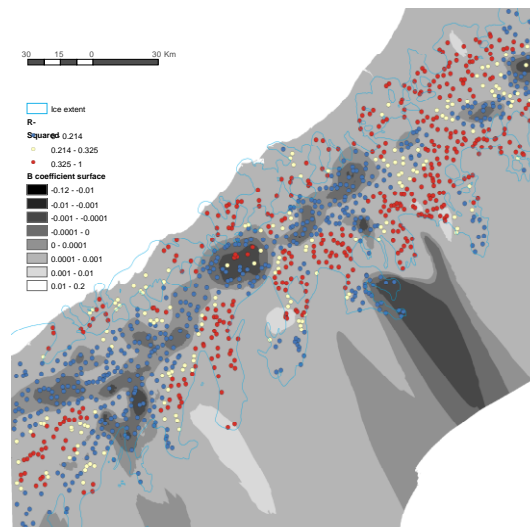 30 15 0 30 Km
Ice extent
R-
Squared
0 - 0.214
0.214 - 0.325
0.325 - 1
B coefficient surface
-0.12 - -0.01
-0.01 - -0.001
-0.001 - -0.0001
-0.0001 - 0
0 - 0.0001
0.0001 - 0.001
0.001 - 0.01
0.01 - 0.2